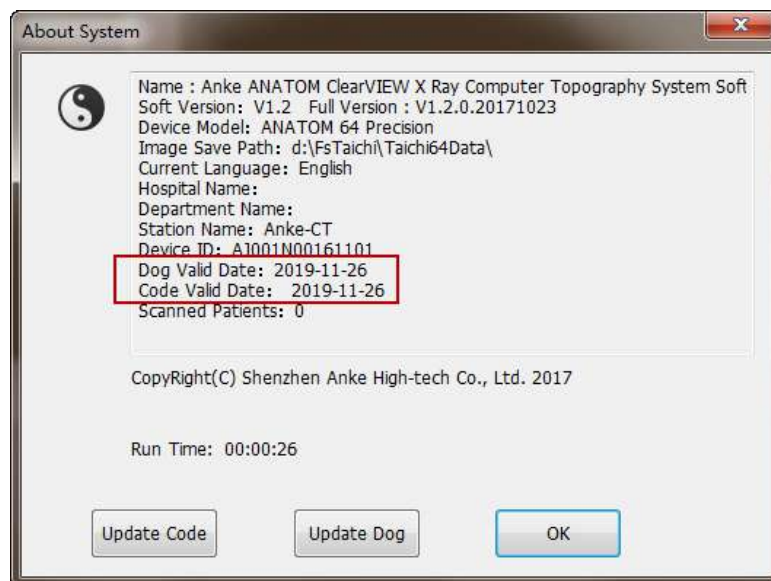 About System
Name : Anke ANATOM ClearVIEW X Ray Computer Topography System Soft
Soft Version: V1.2 Full Version : V1.2.0.20171023
Device Model: ANATOM 64 Precision
Image Save Path: d:\FsTaichi\Taichi64Data\
Current Language: English
Hospital Name:
Department Name:
Station Name: Anke-CT
Device ID: AJ001N00161101
Dog Valid Date: 2019-11-26
Code Valid Date: 2019-11-26
Scanned Patients: 0
CopyRight(C) Shenzhen Anke High-tech Co., Ltd. 2017
Run Time: 00:00:26
Update Code
Update Dog
OK